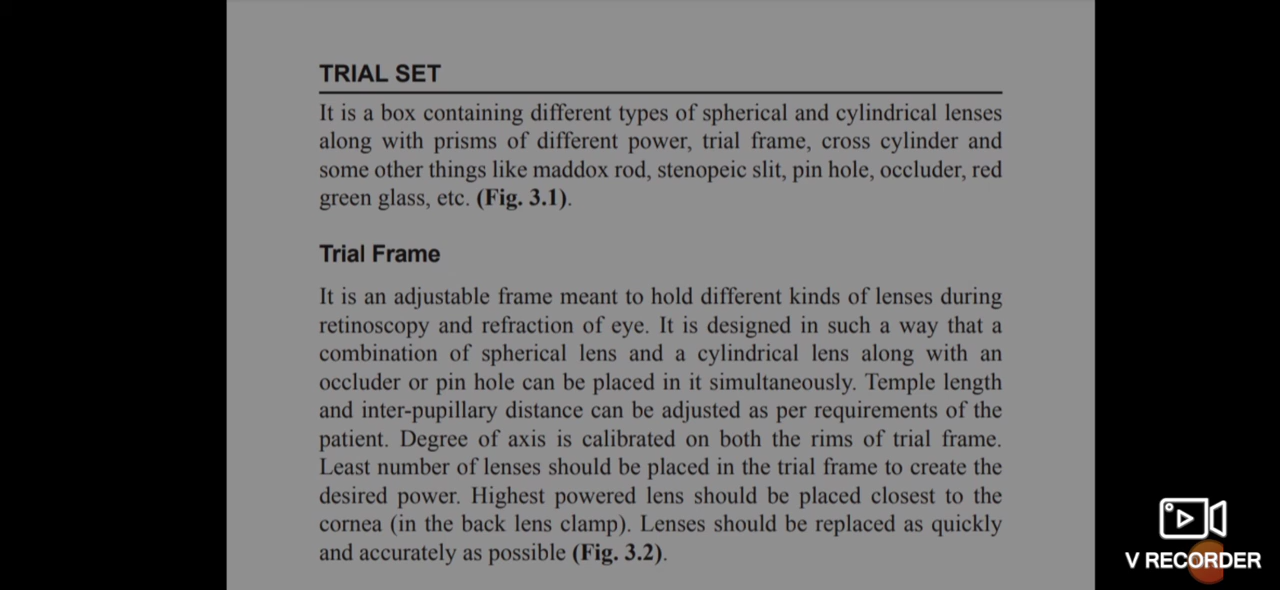 TRIAL SET
It is a box containing different types of spherical and cylindrical lenses
along with prisms of different power, trial frame, cross cylinder and
some other things like maddox rod, stenopeic slit, pin hole, occluder, red
green glass, etc. (Fig. 3.1).
Trial Frame
It is an adjustable frame meant to hold different kinds of lenses during
retinoscopy and refraction of eye. It is designed in such a way that a
combination of spherical lens and a cylindrical lens along with an
occluder or pin hole can be placed in it simultaneously. Temple length
and inter-pupillary distance can be adjusted as per requirements of the
patient. Degree of axis is calibrated on both the rims of trial frame.
Least number of lenses should be placed in the trial frame to create the
desired power. Highest powered lens should be placed closest to the
cornea (in the back lens clamp). Lenses should be replaced as quickly
and accurately as possible (Fig. 3.2).
V RECORDER